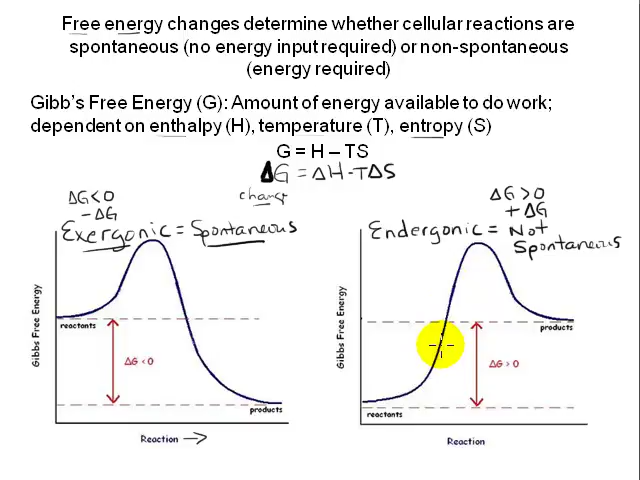 Free energy changes determine whether cellular reactions are
spontaneous (no energy input required) or non-spontaneous
(energy required)
Gibb's Free Energy (G): Amount of energy available to do work;
dependent on enthalpy (H), temperature (T), entropy (S)
G = H – TS
ΔG = ΔH-TΔS
change
ΔG<0
-ΔG
Exergonic = Spontaneous
Gibbs Free Energy
reactants
ΔG < 0
products
Reaction →
ΔG>0
+ΔG
Endergonic = Not
Spontaneous
Gibbs Free Energy
products
ΔG > 0
reactants
Reaction